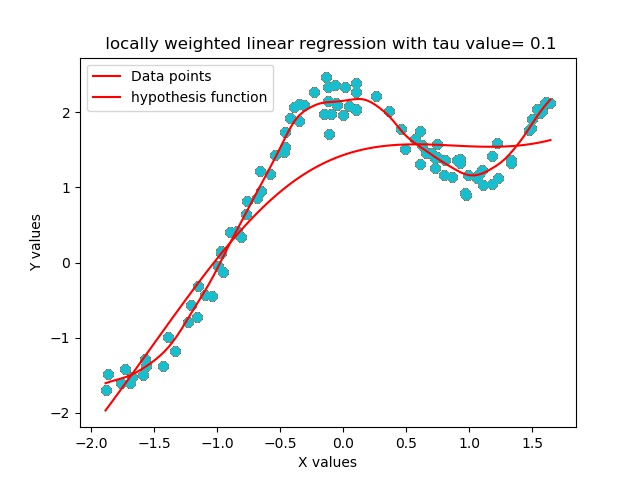 locally weighted linear regression with tau value= 0.1
Data points
hypothesis function
Y values
2
1
0
−1
−2
−2.0 −1.5 −1.0 −0.5 0.0 0.5 1.0 1.5
X values